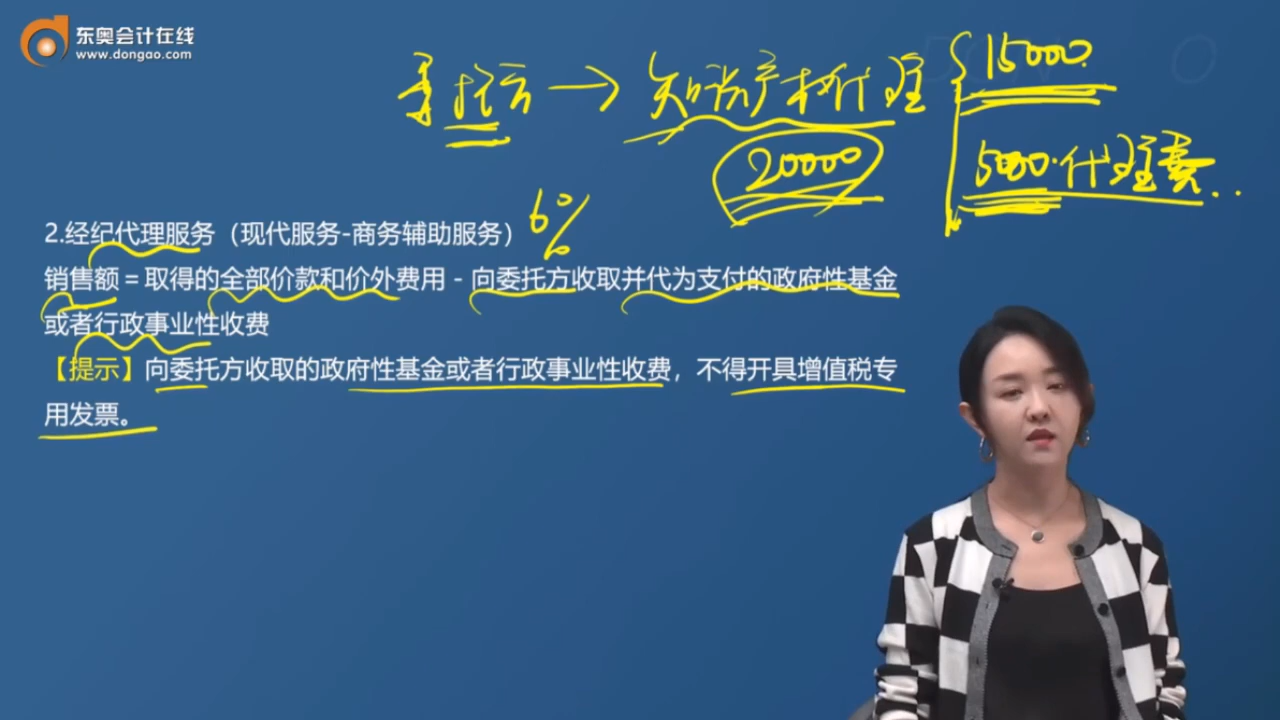 东奥会计在线
www.dongao.com
委托方 → 知识产权代理 15000.
20000
5000.代理费..
6%
2.经纪代理服务（现代服务-商务辅助服务）
销售额＝取得的全部价款和价外费用－向委托方收取并代为支付的政府性基金
或者行政事业性收费
【提示】向委托方收取的政府性基金或者行政事业性收费，不得开具增值税专
用发票。